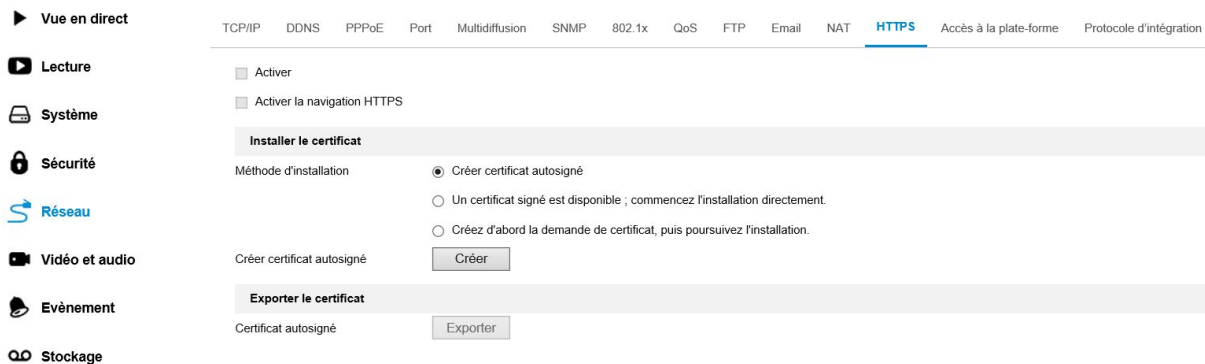 Vue en direct
Lecture
Système
Sécurité
Réseau
Vidéo et audio
Evènement
Stockage
TCP/IP DDNS PPPoE Port Multidiffusion SNMP 802.1x QoS FTP Email NAT HTTPS Accès à la plate-forme Protocole d'intégration
Activer
Activer la navigation HTTPS
Installer le certificat
Méthode d'installation Créer certificat autosigné
Un certificat signé est disponible ; commencez l'installation directement.
Créez d'abord la demande de certificat, puis poursuivez l'installation.
Créer certificat autosigné Créer
Exporter le certificat
Certificat autosigné Exporter